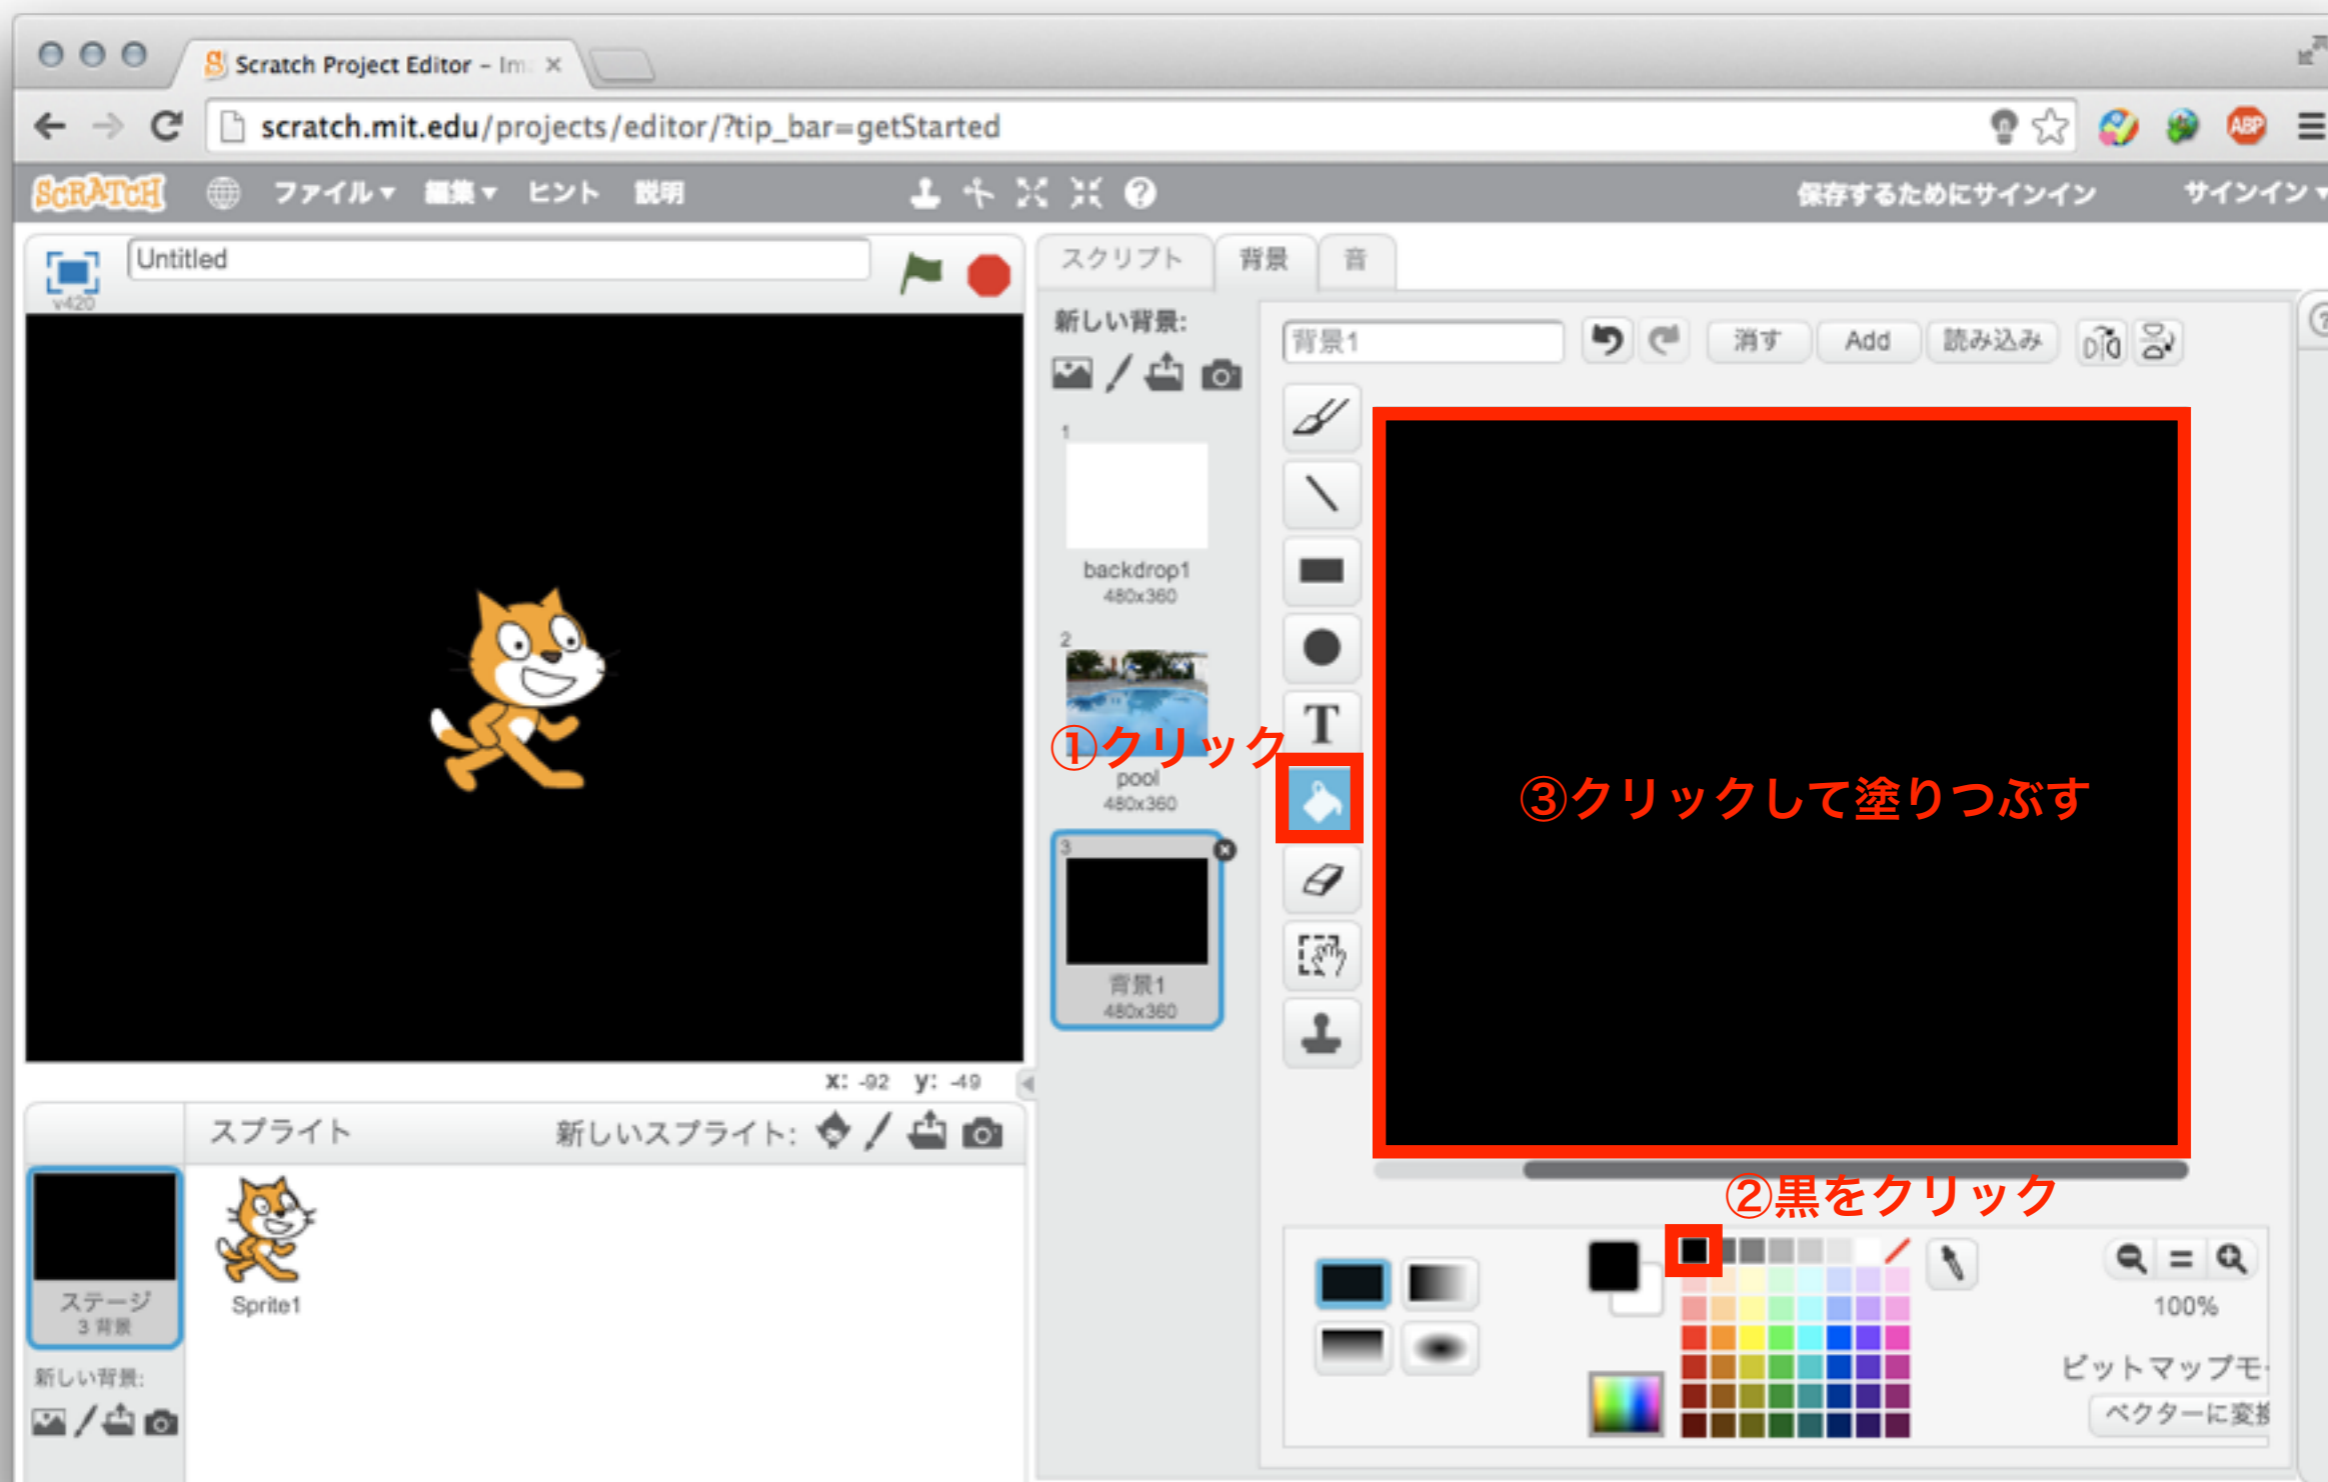 Scratch Project Editor - Im
scratch.mit.edu/projects/editor/?tip_bar=getStarted
ABP
SCRATCH
ファイル▼ 編集▼ ヒント 説明
保存するためにサインイン サインイン▼
v420
Untitled
スクリプト 背景 音
新しい背景:
背景1
消す Add 読み込み
1
backdrop1
480x360
2
T
①クリック
pool
480x360
③クリックして塗りつぶす
3
背景1
480x360
x: -92 y: -49
スプライト 新しいスプライト:
②黒をクリック
ステージ
3 背景
Sprite1
新しい背景:
100%
ビットマップモー
ベクターに変換